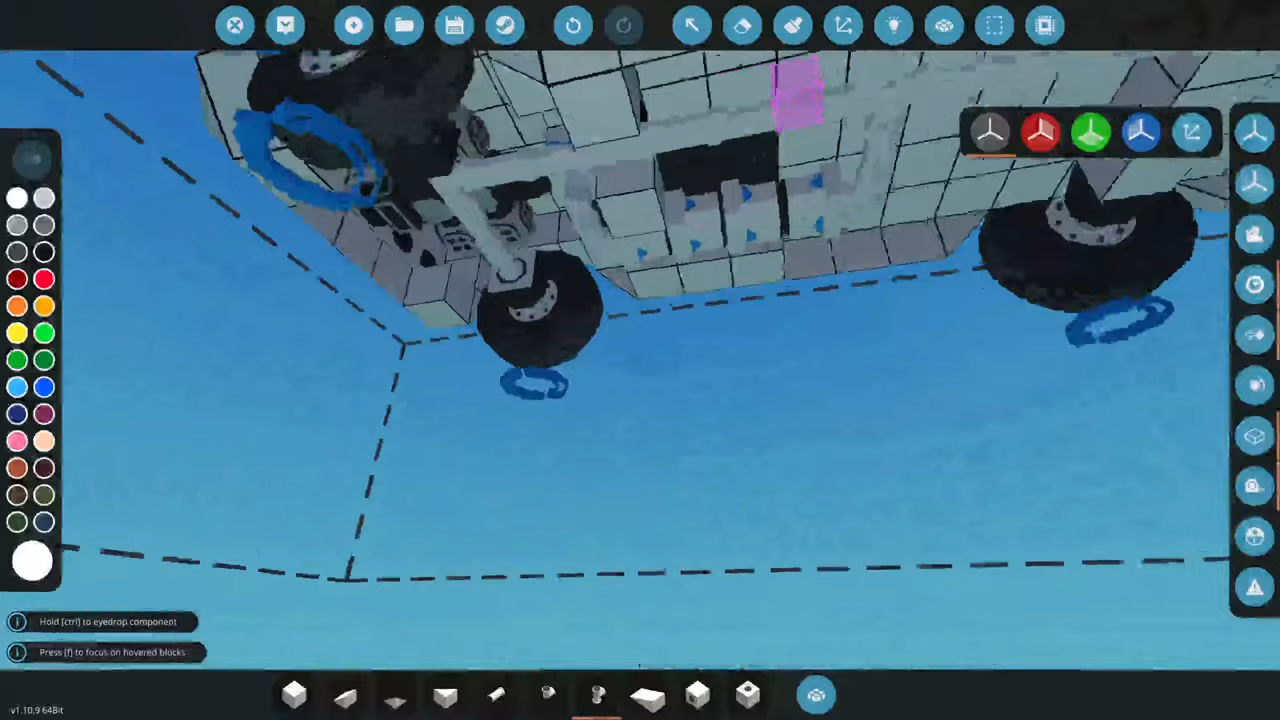 Hold [ctrl] to eyedrop component
Press [f] to focus on hovered blocks
v1.10.9 64Bit